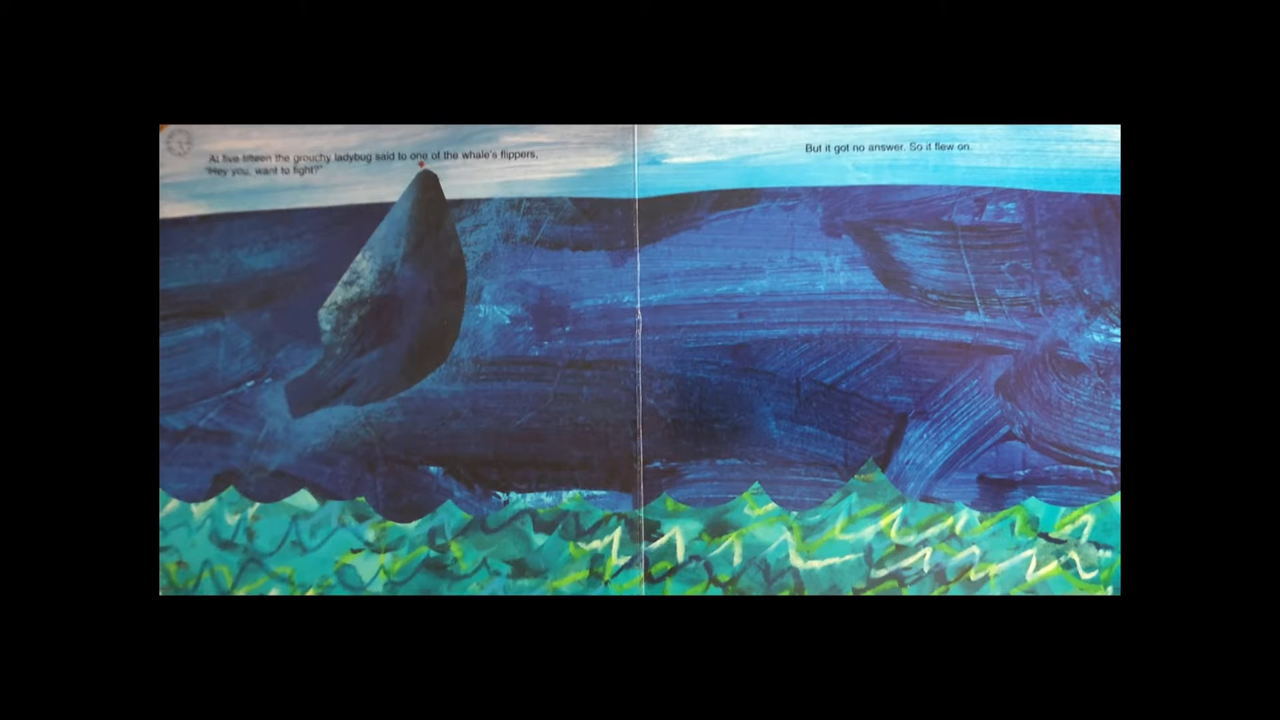 At five fifteen the grouchy ladybug said to one of the whale's flippers,
"Hey you, want to fight?"
But it got no answer. So it flew on.